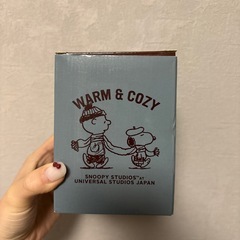 WARM & COZY
SNOOPY STUDIOS™ AT
UNIVERSAL STUDIOS JAPAN